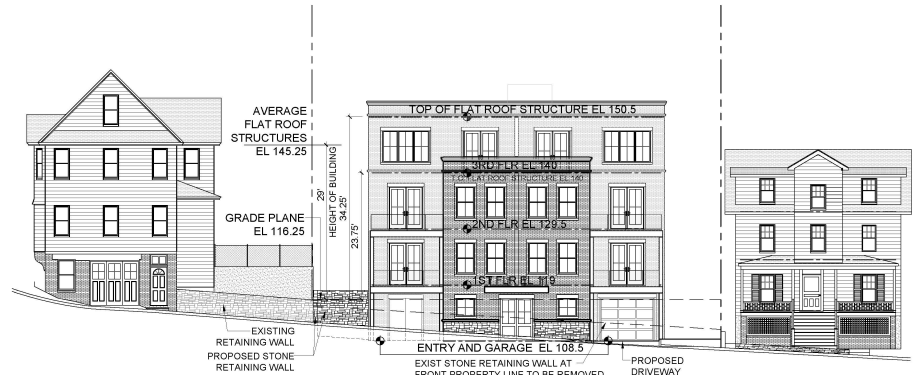 TOP OF FLAT ROOF STRUCTURE EL 150.5
AVERAGE
FLAT ROOF
STRUCTURES
EL 145.25
HEIGHT OF BUILDING
29'
34.25'
23.75'
3RD FLR EL 140
T.O. FLAT ROOF STRUCTURE EL 140
GRADE PLANE
EL 116.25
2ND FLR EL 129.5
1ST FLR EL 119
EXISTING
RETAINING WALL
PROPOSED STONE
RETAINING WALL
ENTRY AND GARAGE EL 108.5
EXIST STONE RETAINING WALL AT
FRONT PROPERTY LINE TO BE REMOVED
PROPOSED
DRIVEWAY